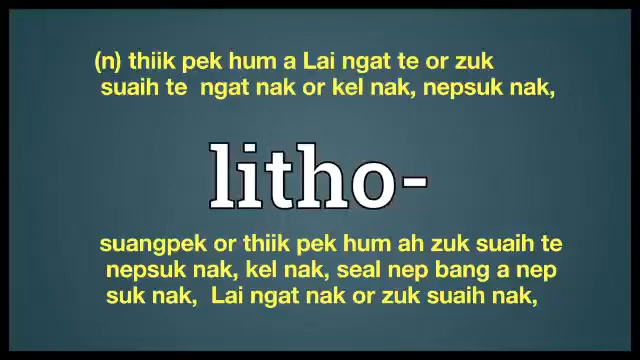 (n) thiik pek hum a Lai ngat te or zuk
suaih te ngat nak or kel nak, nepsuk nak,
litho-
suangpek or thiik pek hum ah zuk suaih te
nepsuk nak, kel nak, seal nep bang a nep
suk nak, Lai ngat nak or zuk suaih nak,